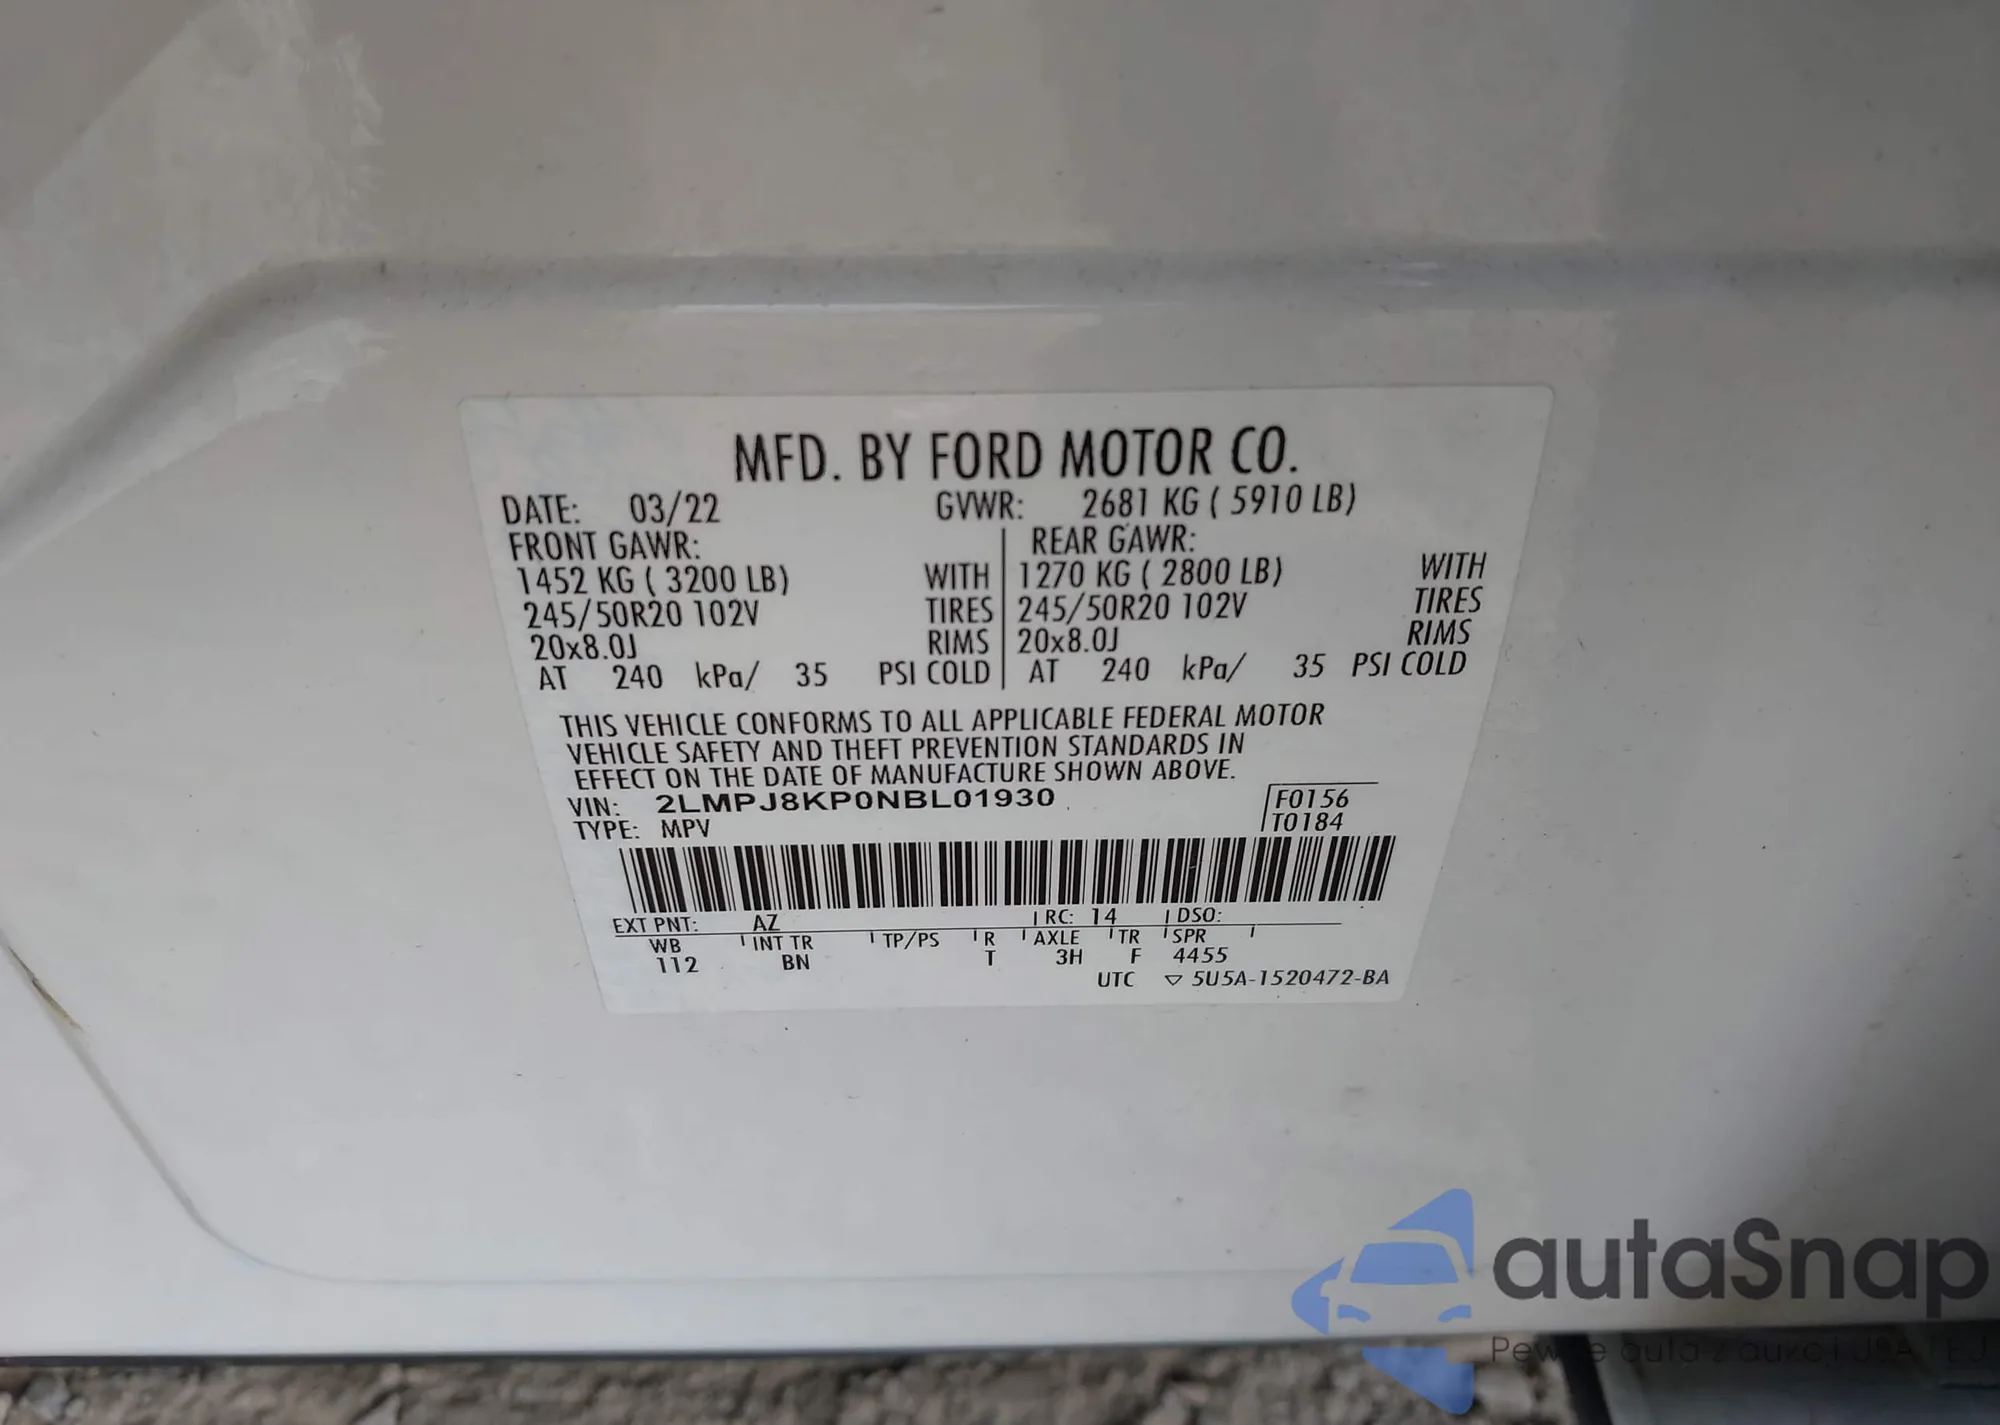 MFD. BY FORD MOTOR CO.
DATE: 03/22 GVWR: 2681 KG ( 5910 LB)
FRONT GAWR: REAR GAWR:
1452 KG ( 3200 LB) WITH 1270 KG ( 2800 LB) WITH
245/50R20 102V TIRES 245/50R20 102V TIRES
20x8.0J RIMS 20x8.0J RIMS
AT 240 kPa/ 35 PSI COLD AT 240 kPa/ 35 PSI COLD
THIS VEHICLE CONFORMS TO ALL APPLICABLE FEDERAL MOTOR
VEHICLE SAFETY AND THEFT PREVENTION STANDARDS IN
EFFECT ON THE DATE OF MANUFACTURE SHOWN ABOVE.
VIN: 2LMPJ8KP0NBL01930 F0156
TYPE: MPV T0184
EXT PNT: AZ RC: 14 DSO:
WB INT TR TP/PS R AXLE TR SPR
112 BN T 3H F 4455
UTC ▽ 5U5A-1520472-BA
autaSnap
auta z aukcji USA